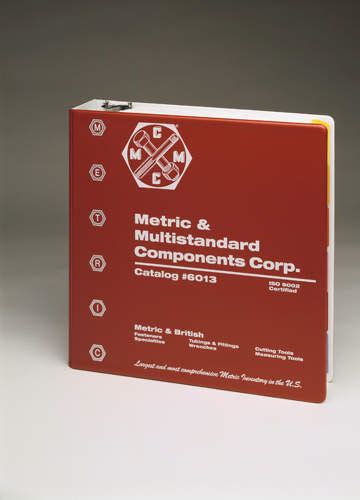 M
E
T
R
I
C
C
M M
C
Metric &
Multistandard
Components Corp.
Catalog #6013
ISO 9002
Certified
Metric & British
Fasteners Tubings & Fittings Cutting Tools
Specialties Wrenches Measuring Tools
Largest and most comprehensive Metric Inventory in the U.S.